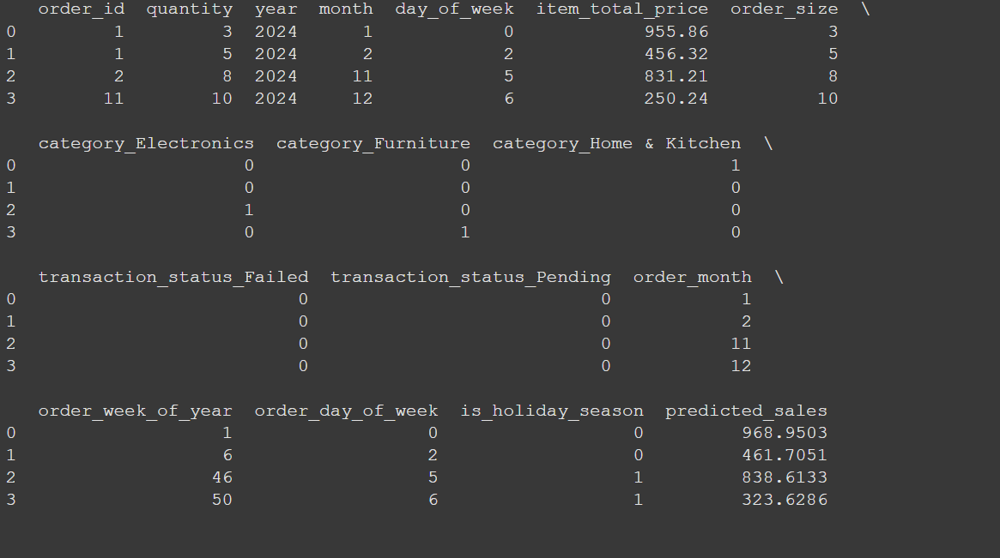 order_id quantity year month day_of_week item_total_price order_size \
0 1 3 2024 1 0 955.86 3
1 1 5 2024 2 2 456.32 5
2 2 8 2024 11 5 831.21 8
3 11 10 2024 12 6 250.24 10
category_Electronics category_Furniture category_Home & Kitchen \
0 0 0 1
1 0 0 0
2 1 0 0
3 0 1 0
transaction_status_Failed transaction_status_Pending order_month \
0 0 0 1
1 0 0 2
2 0 0 11
3 0 0 12
order_week_of_year order_day_of_week is_holiday_season predicted_sales
0 1 0 0 968.9503
1 6 2 0 461.7051
2 46 5 1 838.6133
3 50 6 1 323.6286